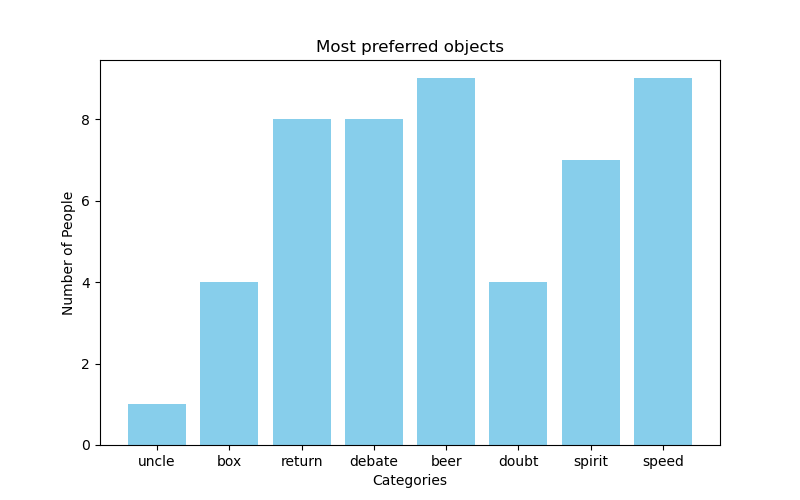 Most preferred objects
Number of People
8
6
4
2
0
uncle box return debate beer doubt spirit speed
Categories